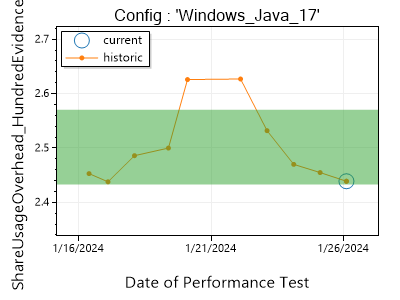 Config : 'Windows_Java_17'
current
historic
ShareUsageOverhead_HundredEvidence
2.7
2.6
2.5
2.4
1/16/2024
1/21/2024
1/26/2024
Date of Performance Test